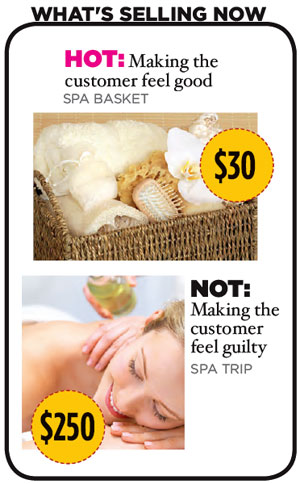 WHAT'S SELLING NOW
HOT: Making the
customer feel good
SPA BASKET
$30
NOT:
Making the
customer
feel guilty
SPA TRIP
$250